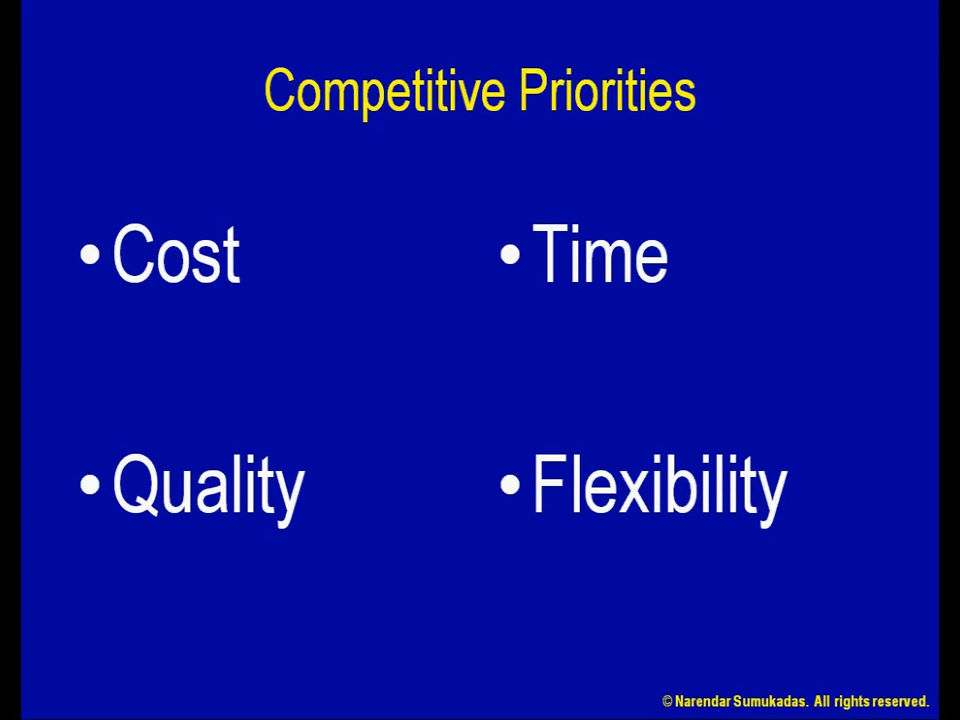 Competitive Priorities
• Cost
• Quality
• Time
• Flexibility
© Narendar Sumukadas. All rights reserved.